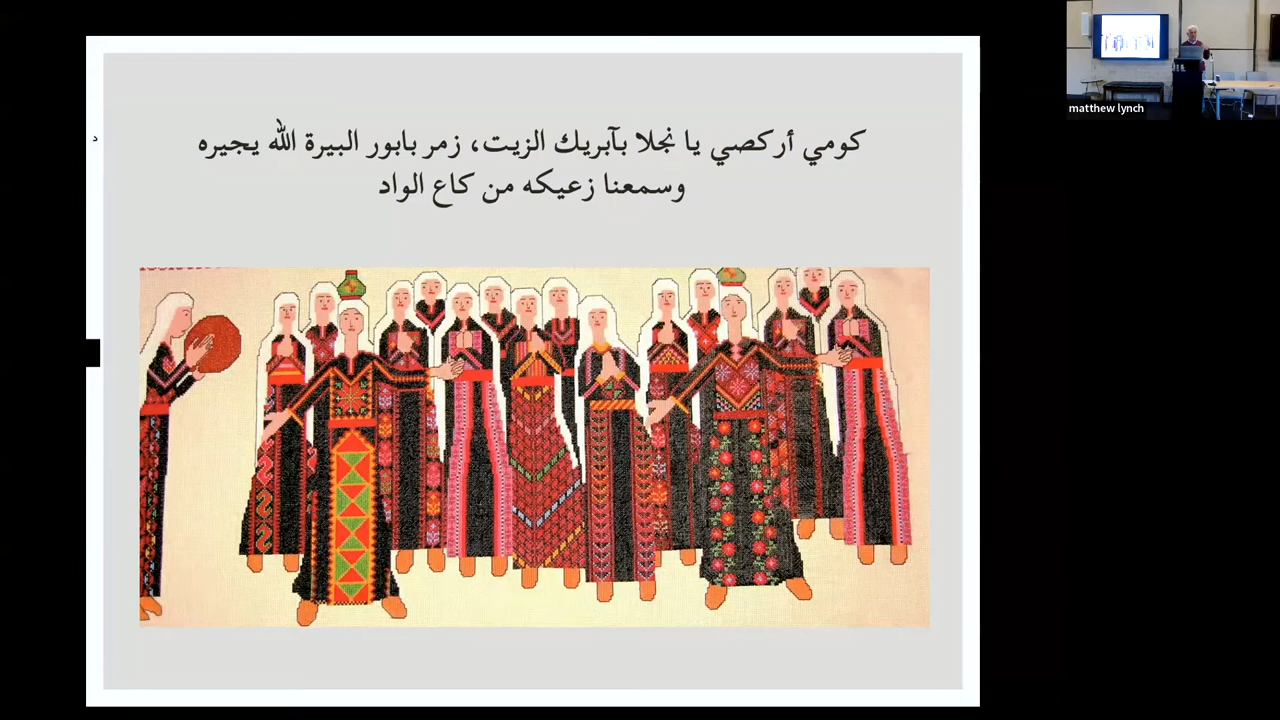 كومي أركصي يا نجلا بآبريك الزيت، زمر بابور البيرة الله يجيره
وسمعنا زعيكه من كاع الواد
matthew lynch